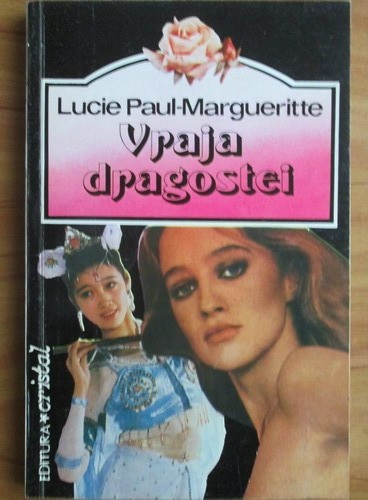 Lucie Paul-Margueritte
Vraja
dragostei
EDITURA * cristal